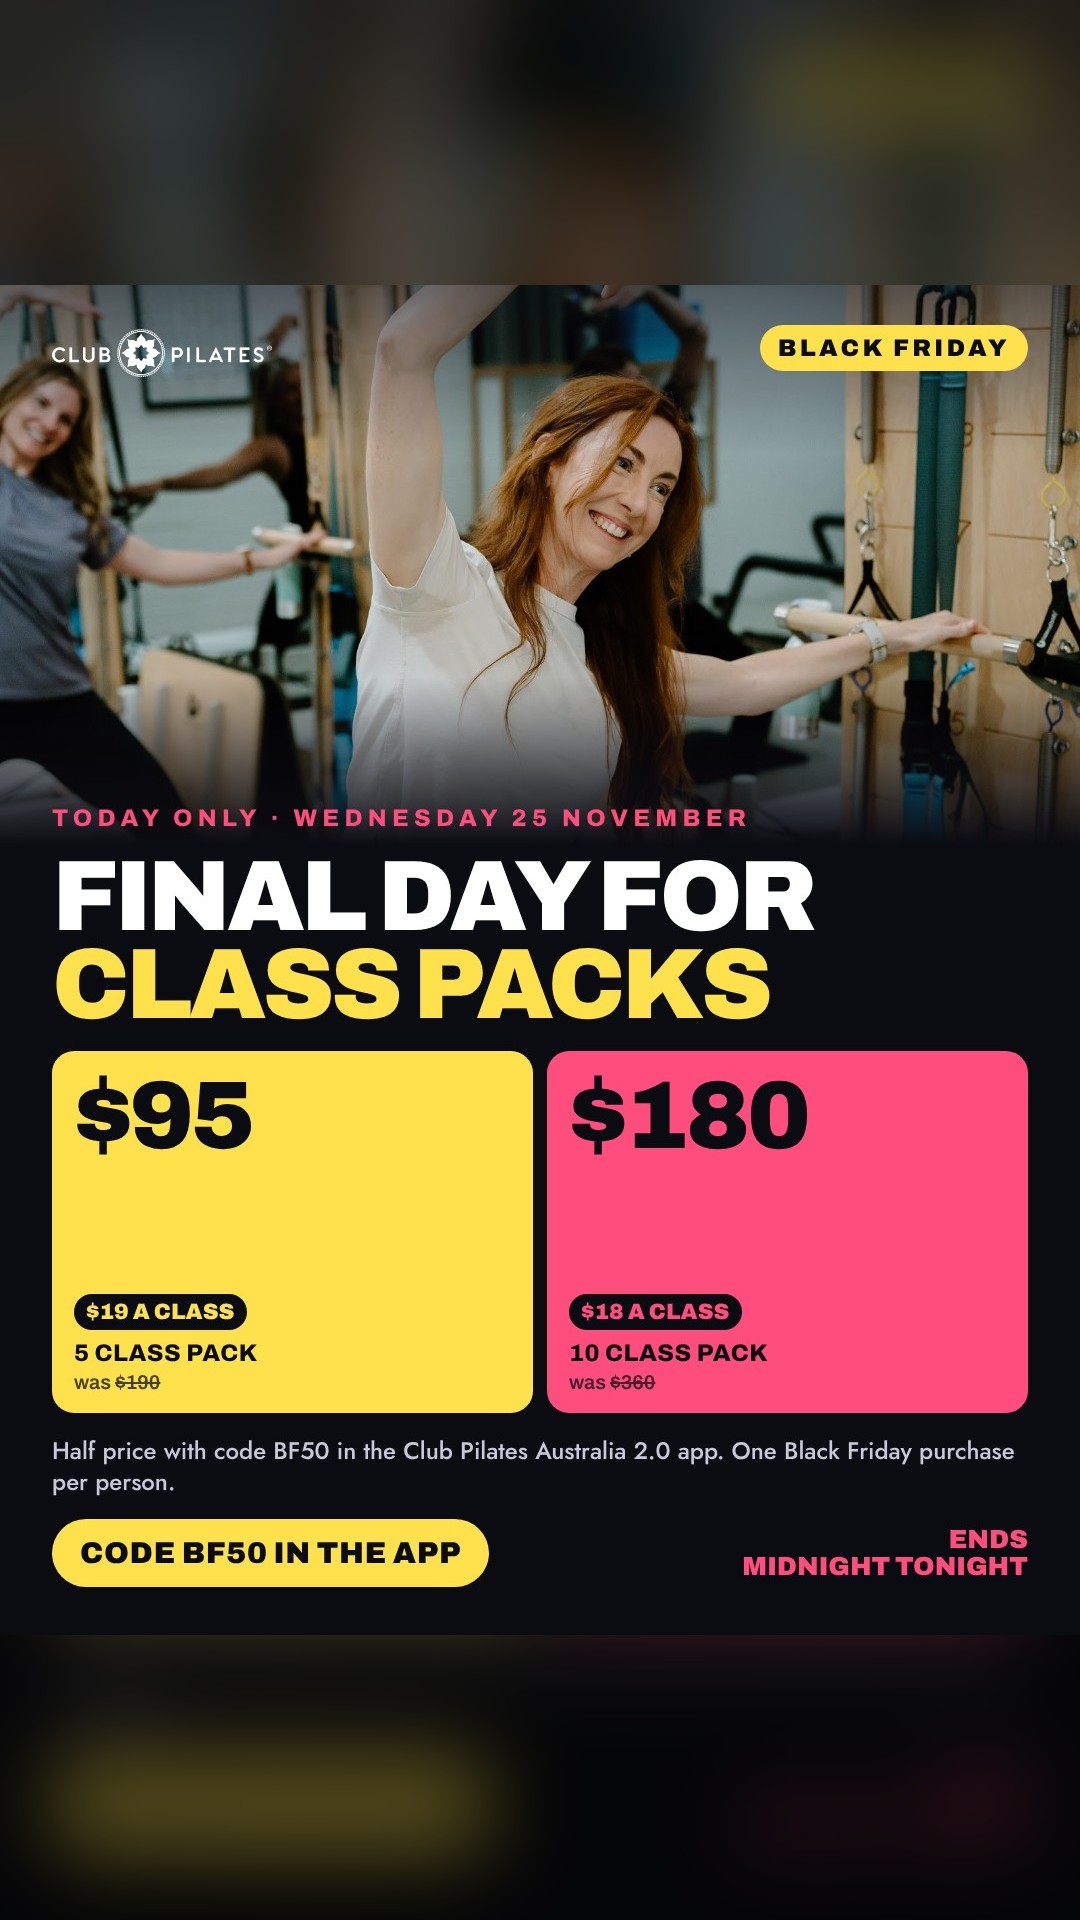 CLUB PILATES®
BLACK FRIDAY
TODAY ONLY · WEDNESDAY 25 NOVEMBER
FINAL DAY FOR
CLASS PACKS
$95
$19 A CLASS
5 CLASS PACK
was $190
$180
$18 A CLASS
10 CLASS PACK
was $360
Half price with code BF50 in the Club Pilates Australia 2.0 app. One Black Friday purchase
per person.
CODE BF50 IN THE APP
ENDS
MIDNIGHT TONIGHT